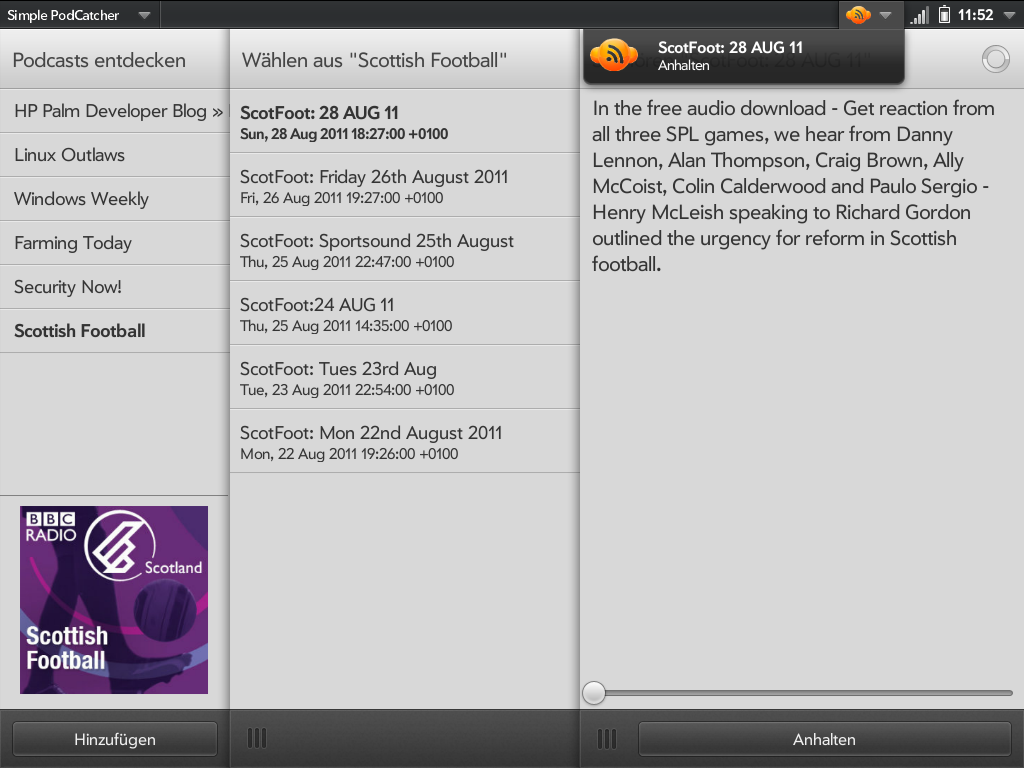 Simple PodCatcher
11:52
ScotFoot: 28 AUG 11
Anhalten
Podcasts entdecken
HP Palm Developer Blog »
Linux Outlaws
Windows Weekly
Farming Today
Security Now!
Scottish Football
BBC
RADIO
Scotland
Scottish
Football
Hinzufügen
Wählen aus "Scottish Football"
ScotFoot: 28 AUG 11
Sun, 28 Aug 2011 18:27:00 +0100
ScotFoot: Friday 26th August 2011
Fri, 26 Aug 2011 19:27:00 +0100
ScotFoot: Sportsound 25th August
Thu, 25 Aug 2011 22:47:00 +0100
ScotFoot:24 AUG 11
Thu, 25 Aug 2011 14:35:00 +0100
ScotFoot: Tues 23rd Aug
Tue, 23 Aug 2011 22:54:00 +0100
ScotFoot: Mon 22nd August 2011
Mon, 22 Aug 2011 19:26:00 +0100
In the free audio download - Get reaction from
all three SPL games, we hear from Danny
Lennon, Alan Thompson, Craig Brown, Ally
McCoist, Colin Calderwood and Paulo Sergio -
Henry McLeish speaking to Richard Gordon
outlined the urgency for reform in Scottish
football.
Anhalten